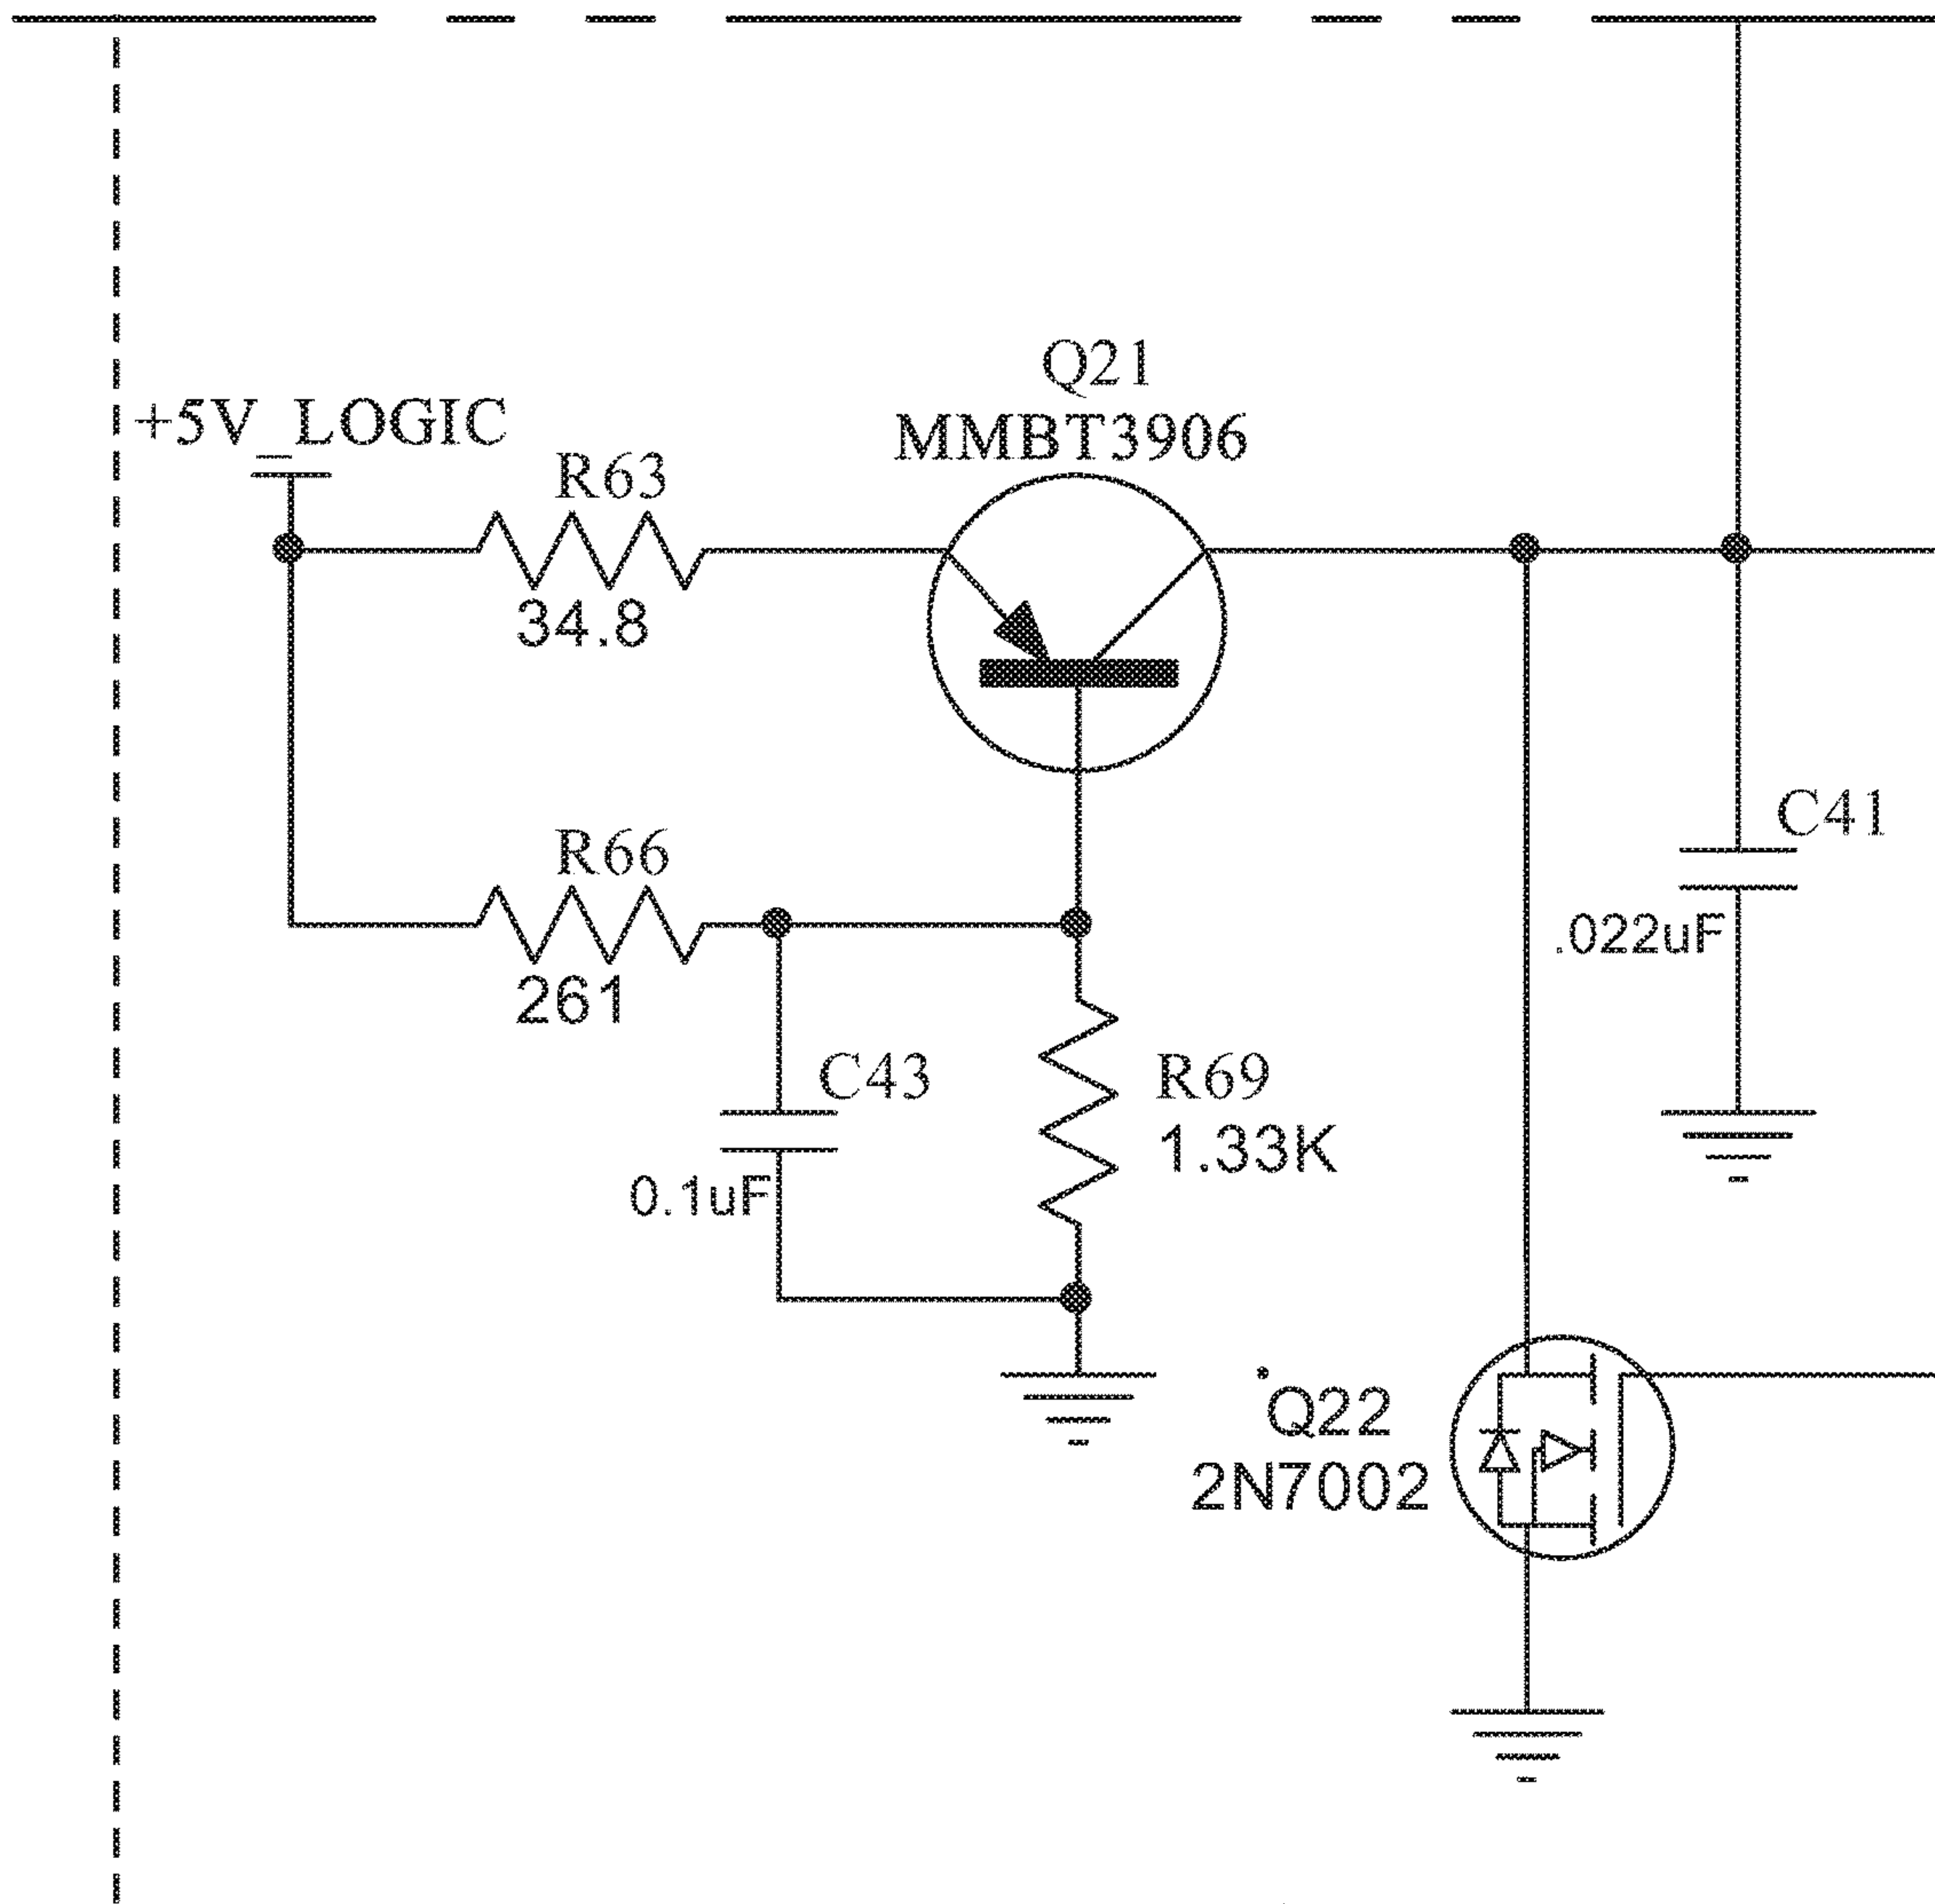 Q21
MMBT3906
+5V_LOGIC
R63
34.8
C41
.022uF
R66
261
C43
0.1uF
R69
1.33K
Q22
2N7002